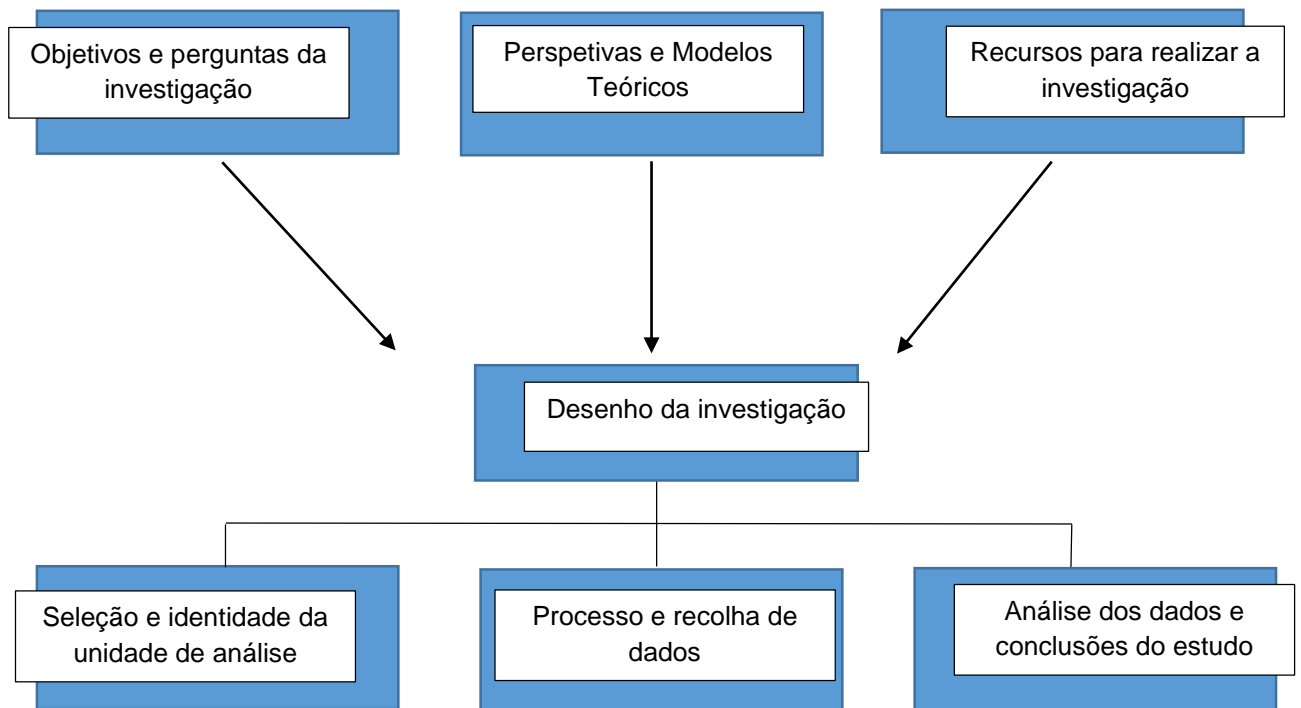 Objetivos e perguntas da
investigação
Perspetivas e Modelos
Teóricos
Recursos para realizar a
investigação
Desenho da investigação
Seleção e identidade da
unidade de análise
Processo e recolha de
dados
Análise dos dados e
conclusões do estudo